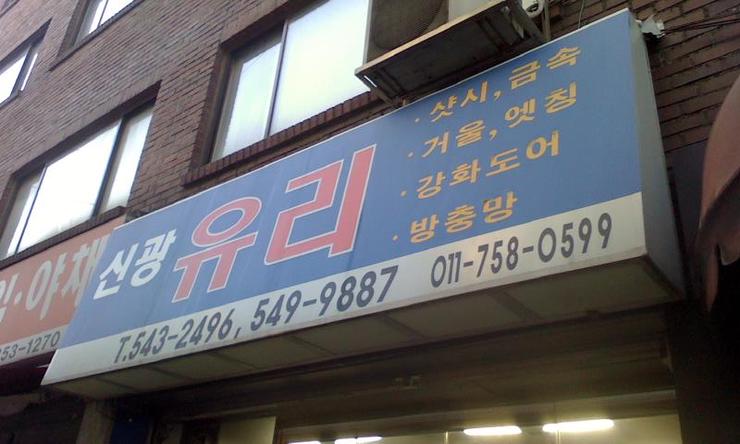 신광 유리
· 샷시, 금속
· 거울, 엣칭
· 강화도어
· 방충망
T.543-2496, 549-9887 011-758-0599
·야채
53-1270